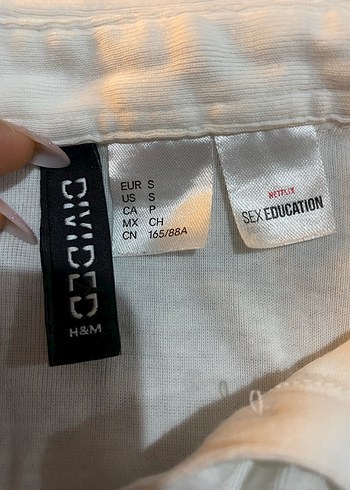 DIVIDED
H&M
EUR S
US S
CA P
MX CH
CN 165/88A
NETFLIX
SEX EDUCATION